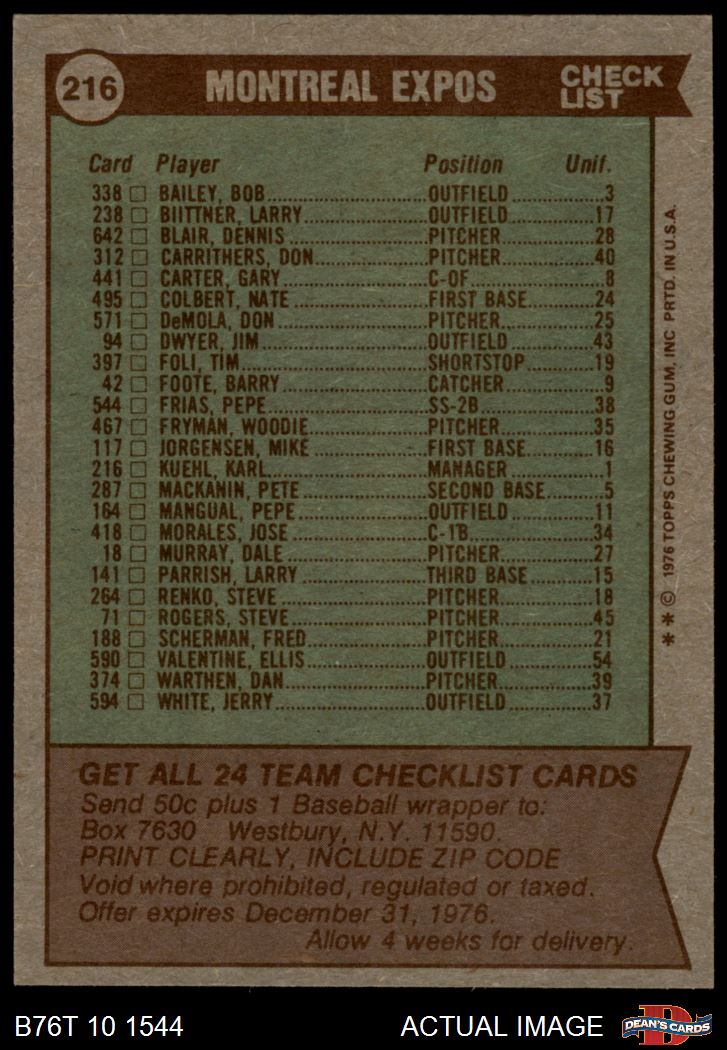 216 MONTREAL EXPOS CHECK LIST
Card Player Position Unif.
338 □ BAILEY, BOB OUTFIELD 3
238 □ BIITTNER, LARRY OUTFIELD 17
642 □ BLAIR, DENNIS PITCHER 28
312 □ CARRITHERS, DON PITCHER 40
441 □ CARTER, GARY C-OF 8
495 □ COLBERT, NATE FIRST BASE 24
571 □ DeMOLA, DON PITCHER 25
94 □ DWYER, JIM OUTFIELD 43
397 □ FOLI, TIM SHORTSTOP 19
42 □ FOOTE, BARRY CATCHER 9
544 □ FRIAS, PEPE SS-2B 38
467 □ FRYMAN, WOODIE PITCHER 35
117 □ JORGENSEN, MIKE FIRST BASE 16
216 □ KUEHL, KARL MANAGER 1
287 □ MACKANIN, PETE SECOND BASE 5
164 □ MANGUAL, PEPE OUTFIELD 11
418 □ MORALES, JOSE C-1B 34
18 □ MURRAY, DALE PITCHER 27
141 □ PARRISH, LARRY THIRD BASE 15
264 □ RENKO, STEVE PITCHER 18
71 □ ROGERS, STEVE PITCHER 45
188 □ SCHERMAN, FRED PITCHER 21
590 □ VALENTINE, ELLIS OUTFIELD 54
374 □ WARTHEN, DAN PITCHER 39
594 □ WHITE, JERRY OUTFIELD 37
* * © 1976 TOPPS CHEWING GUM, INC PRTD. IN U.S.A.
GET ALL 24 TEAM CHECKLIST CARDS
Send 50c plus 1 Baseball wrapper to:
Box 7630 Westbury, N.Y. 11590.
PRINT CLEARLY, INCLUDE ZIP CODE
Void where prohibited, regulated or taxed.
Offer expires December 31, 1976.
Allow 4 weeks for delivery.
B76T 10 1544 ACTUAL IMAGE D DEAN'S CARDS